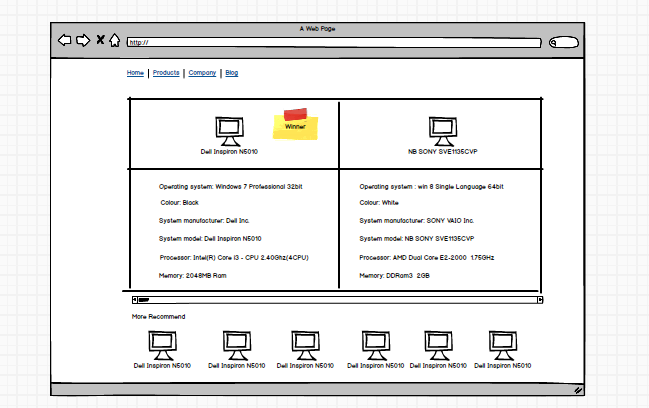 A Web Page
http://
Home | Products | Company | Blog
Winner
Dell Inspiron N5010
NB SONY SVE1135CVP
Operating system: Windows 7 Professional 32bit
Colour: Black
System manufacturer: Dell Inc.
System model: Dell Inspiron N5010
Processor: Intel(R) Core i3 - CPU 2.40Ghz(4CPU)
Memory: 2048MB Ram
Operating system : win 8 Single Language 64bit
Colour: White
System manufacturer: SONY VAIO Inc.
System model: NB SONY SVE1135CVP
Processor: AMD Dual Core E2-2000 1.75GHz
Memory: DDRam3 2GB
More Recommend
Dell Inspiron N5010 Dell Inspiron N5010 Dell Inspiron N5010 Dell Inspiron N5010 Dell Inspiron N5010 Dell Inspiron N5010